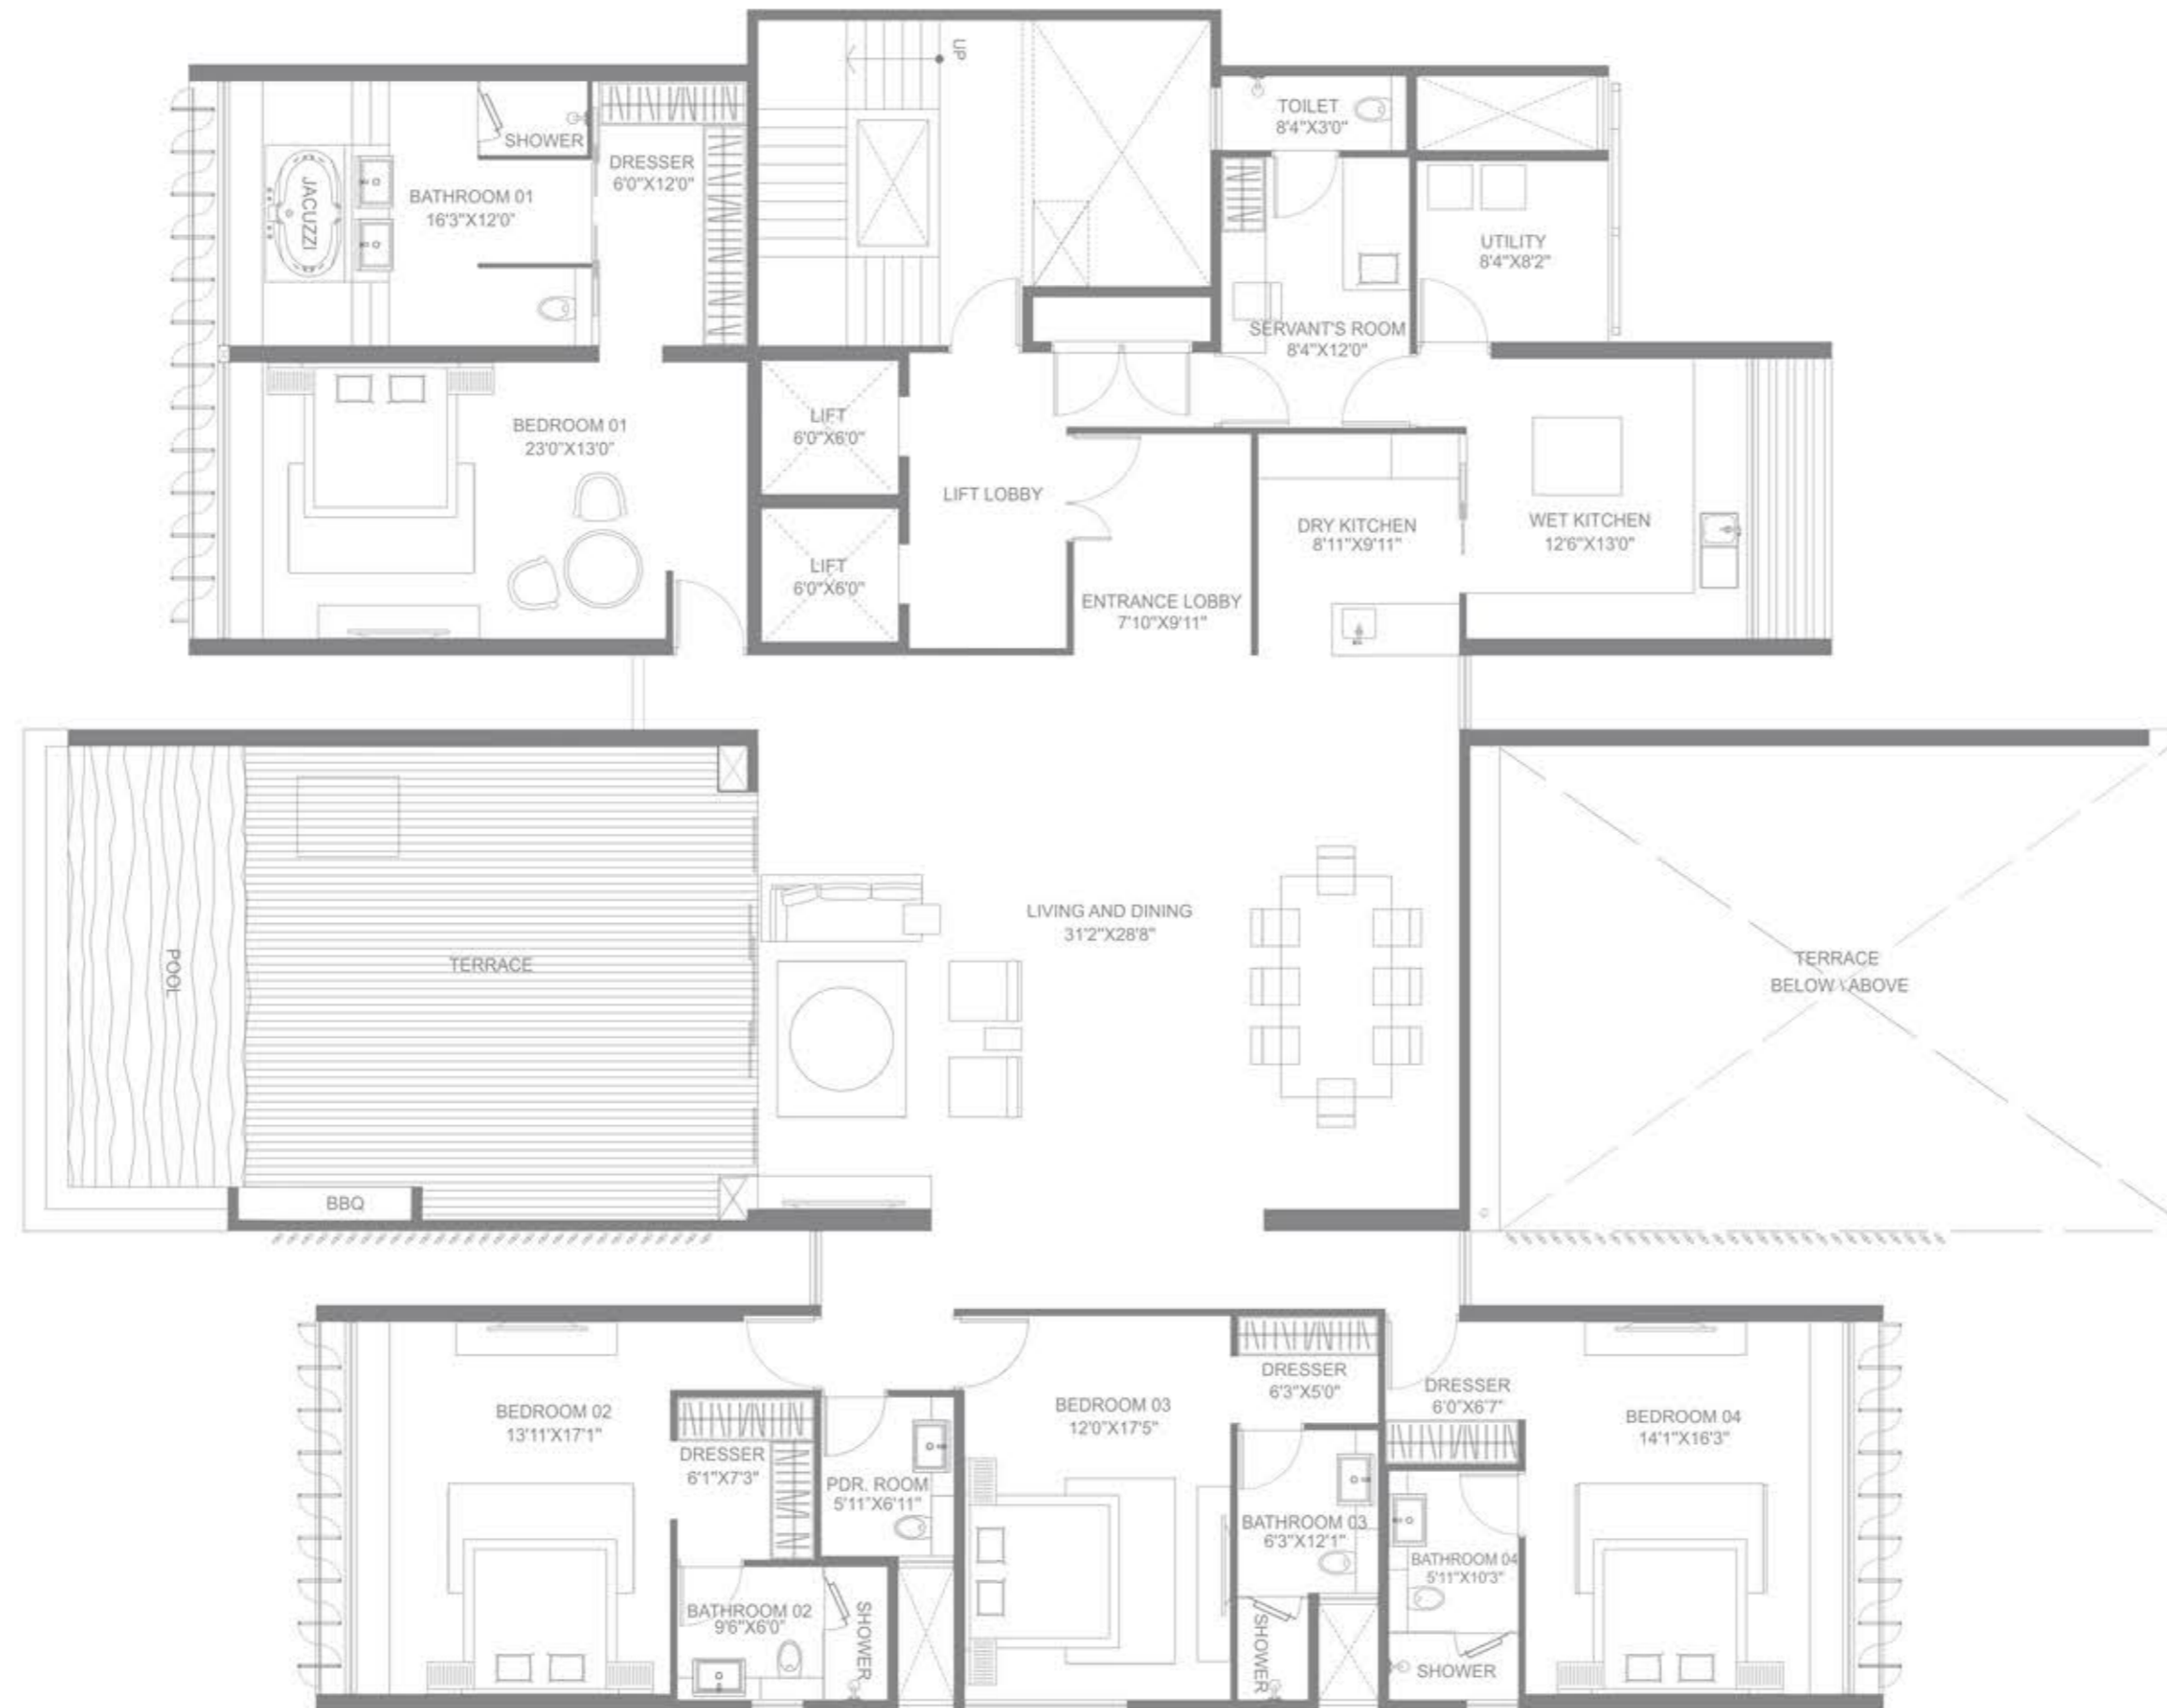 UP
TOILET
8'4"X3'0"
SHOWER
DRESSER
6'0"X12'0"
JACUZZI
BATHROOM 01
16'3"X12'0"
UTILITY
8'4"X8'2"
SERVANT'S ROOM
8'4"X12'0"
BEDROOM 01
23'0"X13'0"
LIFT
6'0"X6'0"
LIFT LOBBY
DRY KITCHEN
8'11"X9'11"
WET KITCHEN
12'6"X13'0"
LIFT
6'0"X6'0"
ENTRANCE LOBBY
7'10"X9'11"
LIVING AND DINING
31'2"X28'8"
POOL
TERRACE
TERRACE
BELOW \ ABOVE
BBQ
DRESSER
6'3"X5'0"
BEDROOM 02
13'11'X17'1"
BEDROOM 03
12'0"X17'5"
DRESSER
6'0"X6'7"
BEDROOM 04
14'1"X16'3"
DRESSER
6'1"X7'3"
PDR. ROOM
5'11"X6'11"
BATHROOM 03
6'3"X12'1"
BATHROOM 04
5'11"X10'3"
BATHROOM 02
9'6"X6'0"
SHOWER
SHOWER
SHOWER